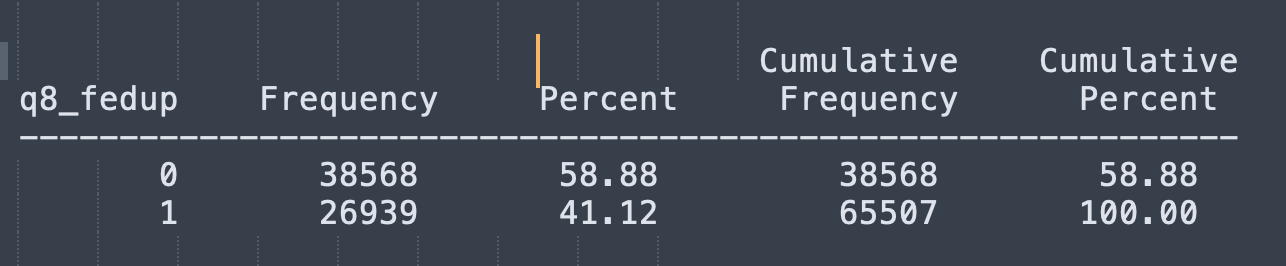 Cumulative Cumulative
q8_fedup Frequency Percent Frequency Percent
0 38568 58.88 38568 58.88
1 26939 41.12 65507 100.00